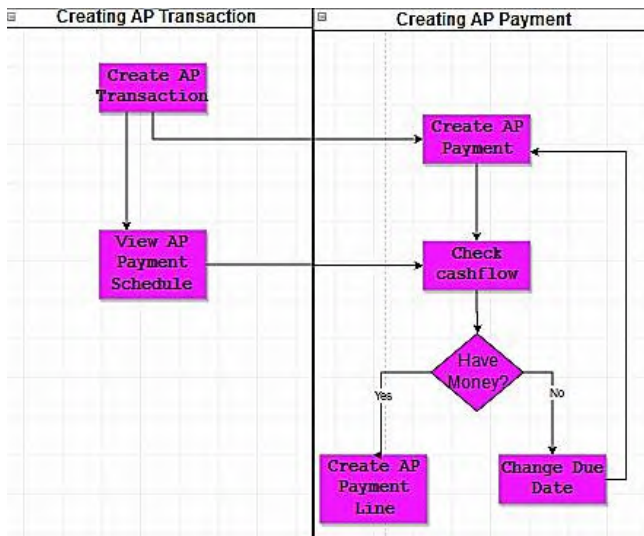 Creating AP Transaction
Creating AP Payment
Create AP
Transaction
Create AP
Payment
View AP
Payment
Schedule
Check
cashflow
Have
Money?
Yes
No
Create AP
Payment
Line
Change Due
Date